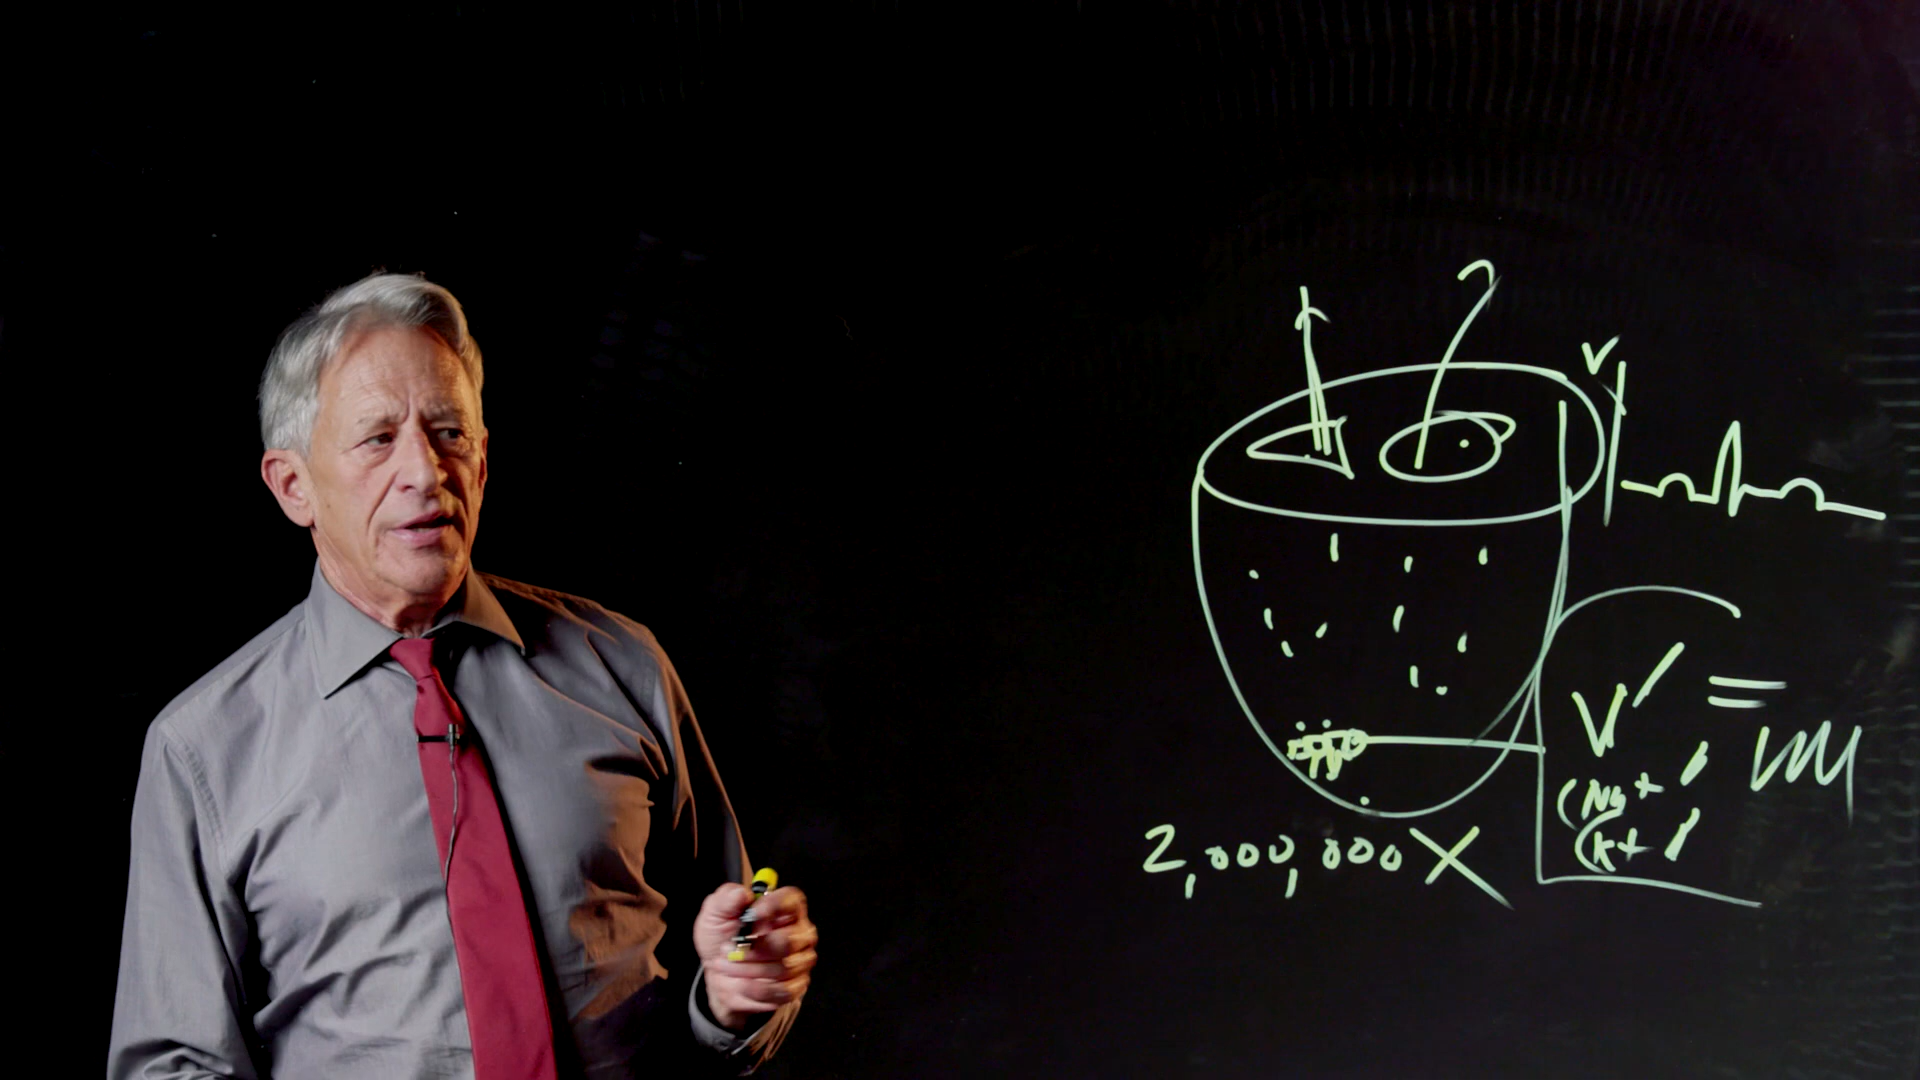 V
V' =
(Na+
(K+
2,000,000X